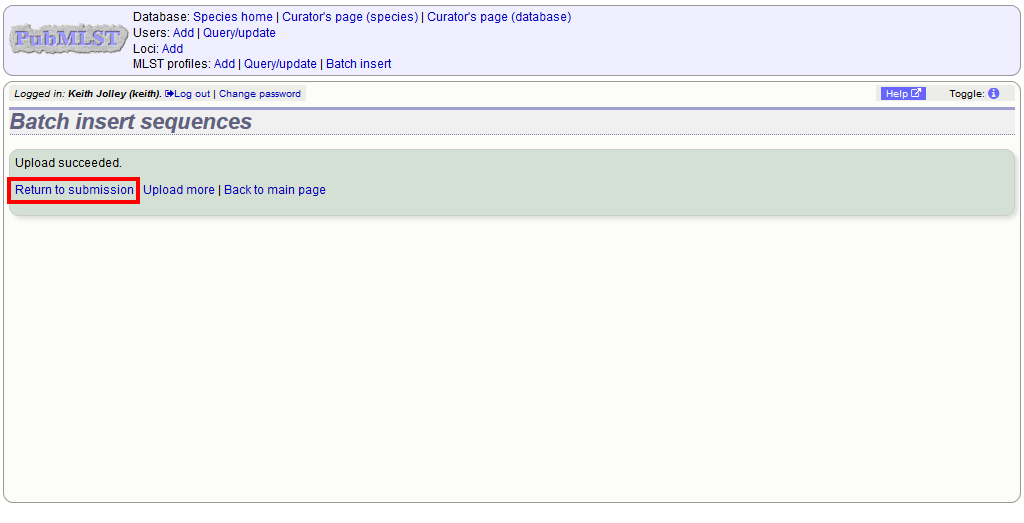 PubMLST
Database: Species home | Curator's page (species) | Curator's page (database)
Users: Add | Query/update
Loci: Add
MLST profiles: Add | Query/update | Batch insert
Logged in: Keith Jolley (keith). Log out | Change password
Help
Toggle:
Batch insert sequences
Upload succeeded.
Return to submission Upload more | Back to main page